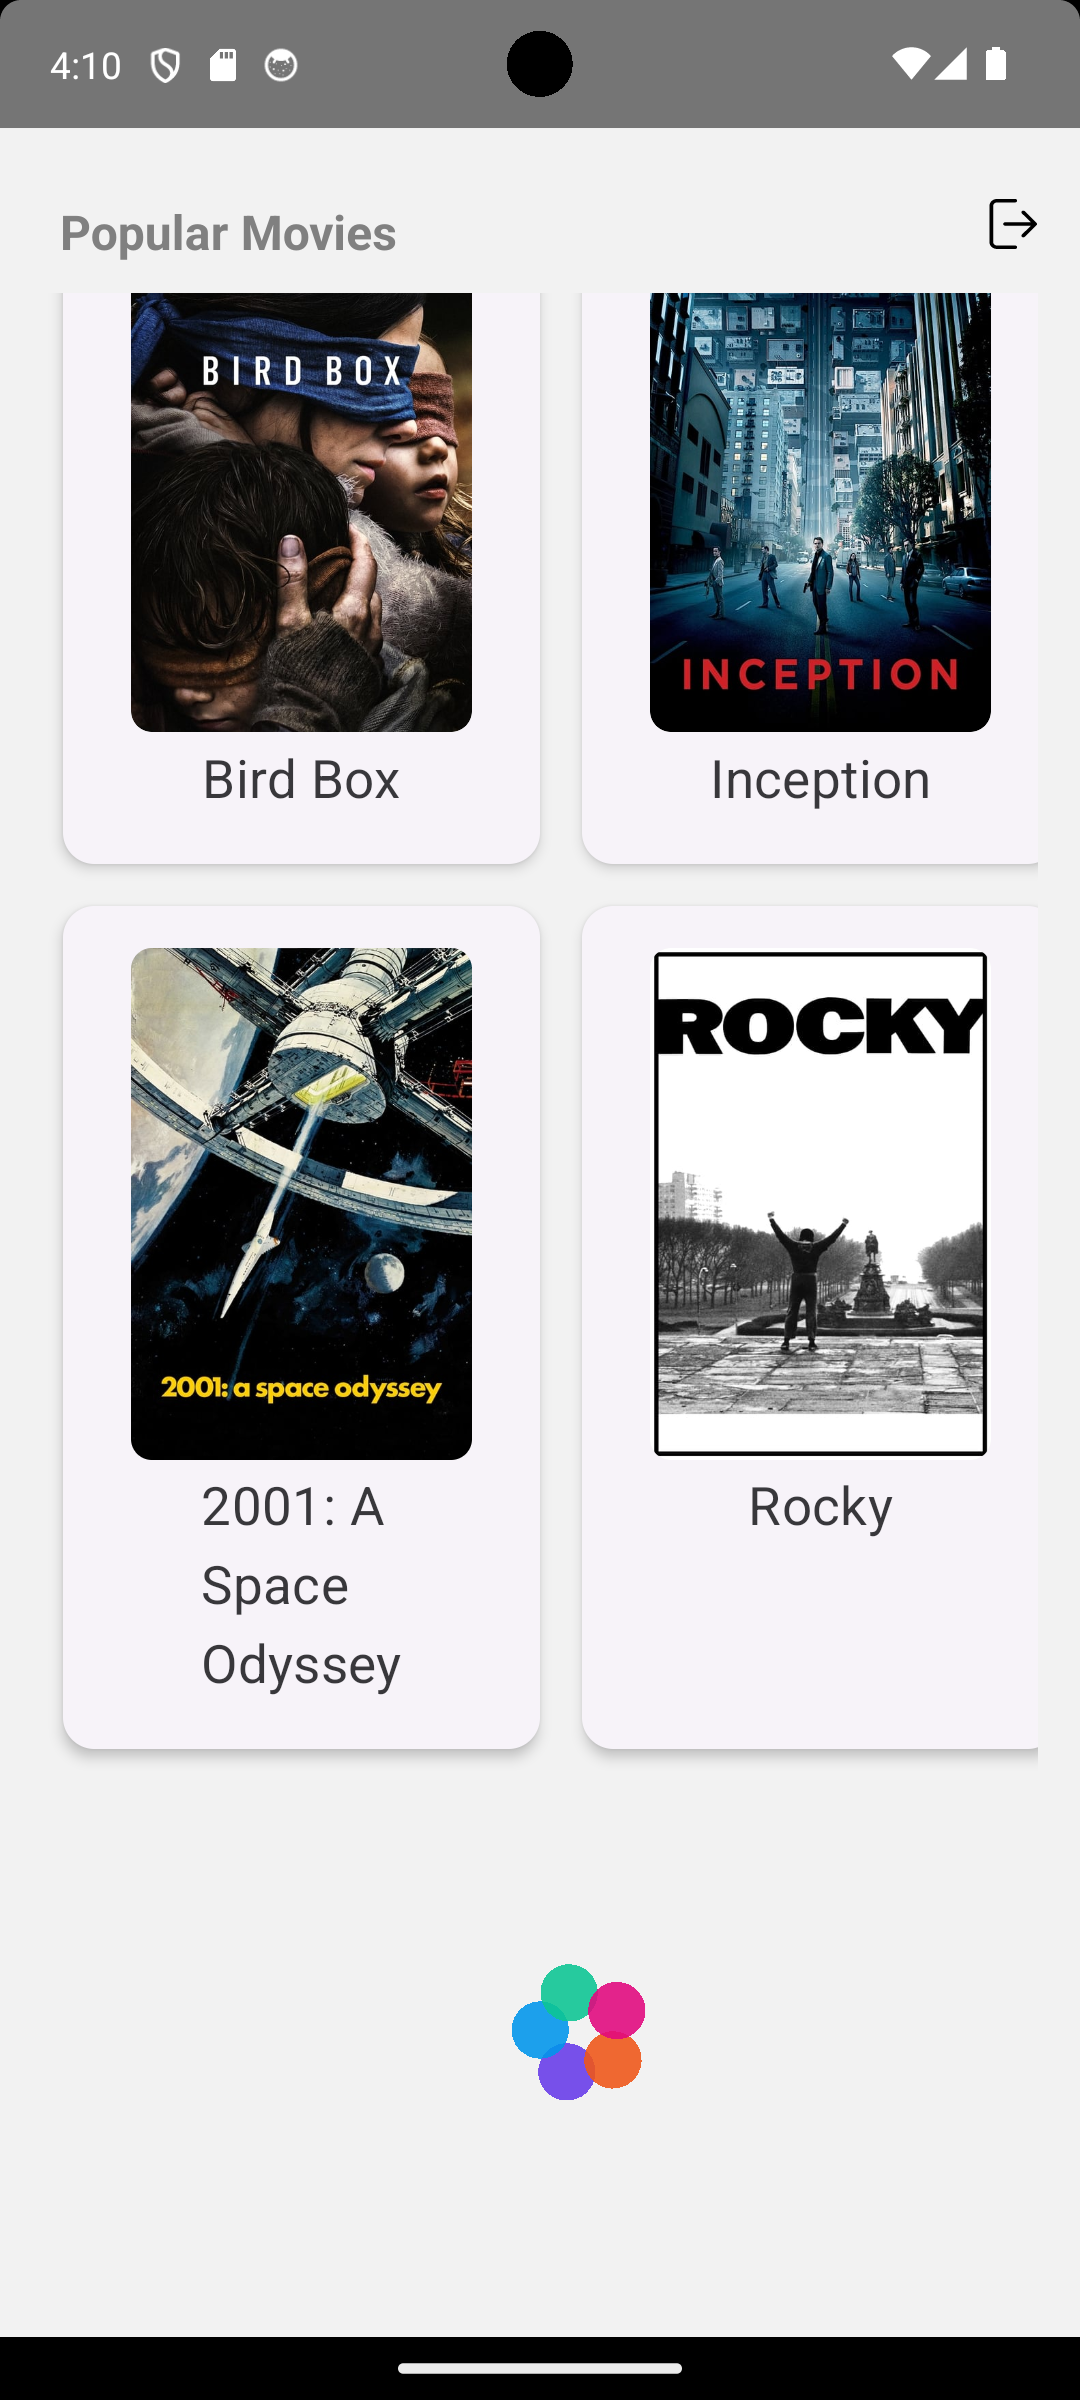 4:10
Popular Movies
BIRD BOX
INCEPTION
Bird Box
Inception
ROCKY
2001: a space odyssey
2001: A
Space
Odyssey
Rocky